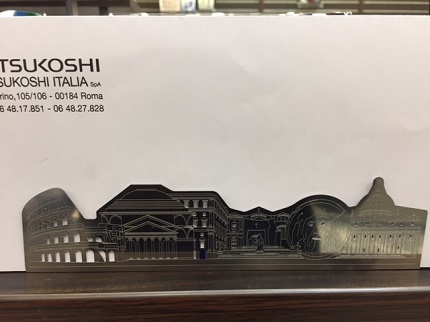 TSUKOSHI
SUKOSHI ITALIA SpA
rino, 105/106 - 00184 Roma
6 48.17.851 - 06 48.27.828